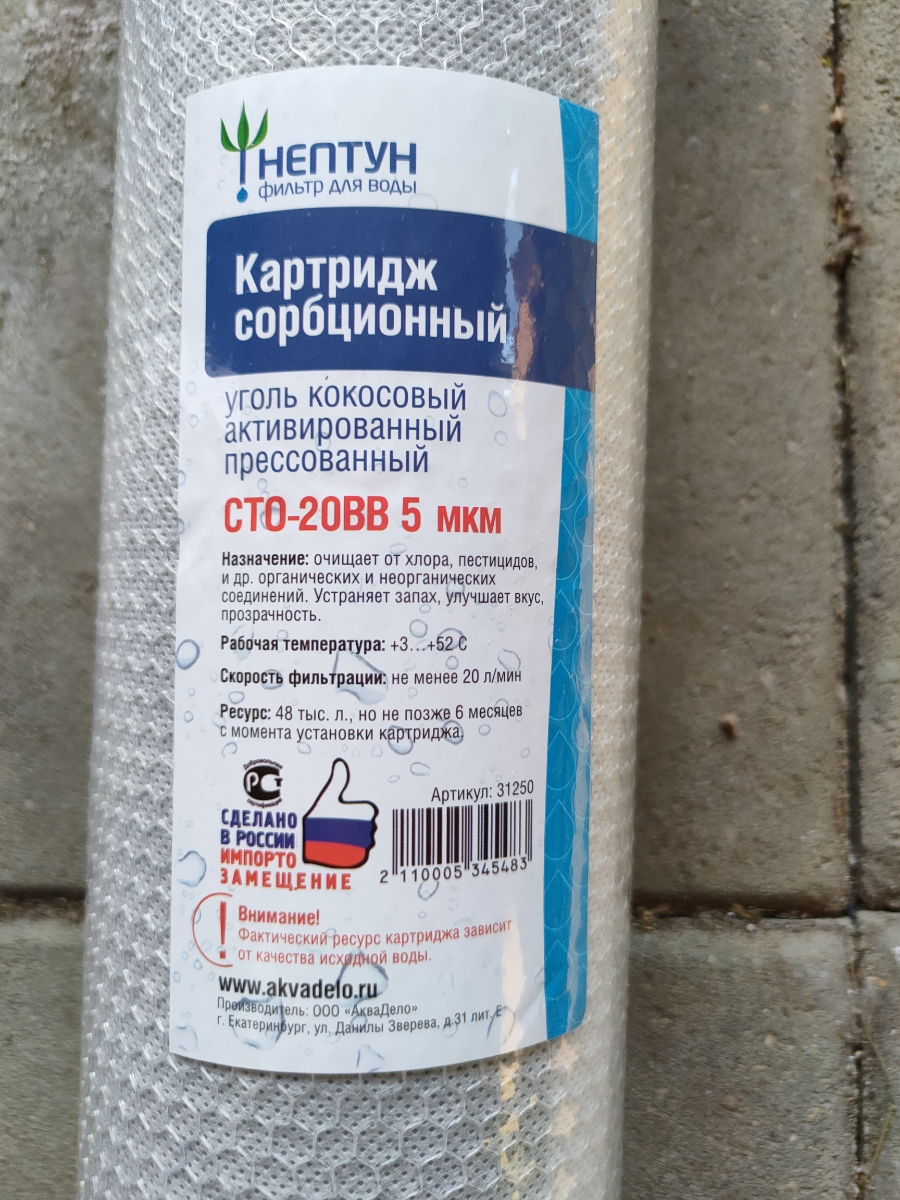 НЕПТУН
фильтр для воды
Картридж
сорбционный
уголь кокосовый
активированный
прессованный
СТО-20ВВ 5 мкм
Назначение: очищает от хлора, пестицидов,
и др. органических и неорганических
соединений. Устраняет запах, улучшает вкус,
прозрачность.
Рабочая температура: +3...+52 С
Скорость фильтрации: не менее 20 л/мин
Ресурс: 48 тыс. л., но не позже 6 месяцев
с момента установки картриджа.
Добровольная
РСТ
сертификация
Артикул: 31250
СДЕЛАНО
В РОССИИ
ИМПОРТО
ЗАМЕЩЕНИЕ
2 110005 345483
! Внимание!
Фактический ресурс картриджа зависит
от качества исходной воды.
www.akvadelo.ru
Производитель: ООО «АкваДело»
г. Екатеринбург, ул. Данилы Зверева, д.31 лит. Е